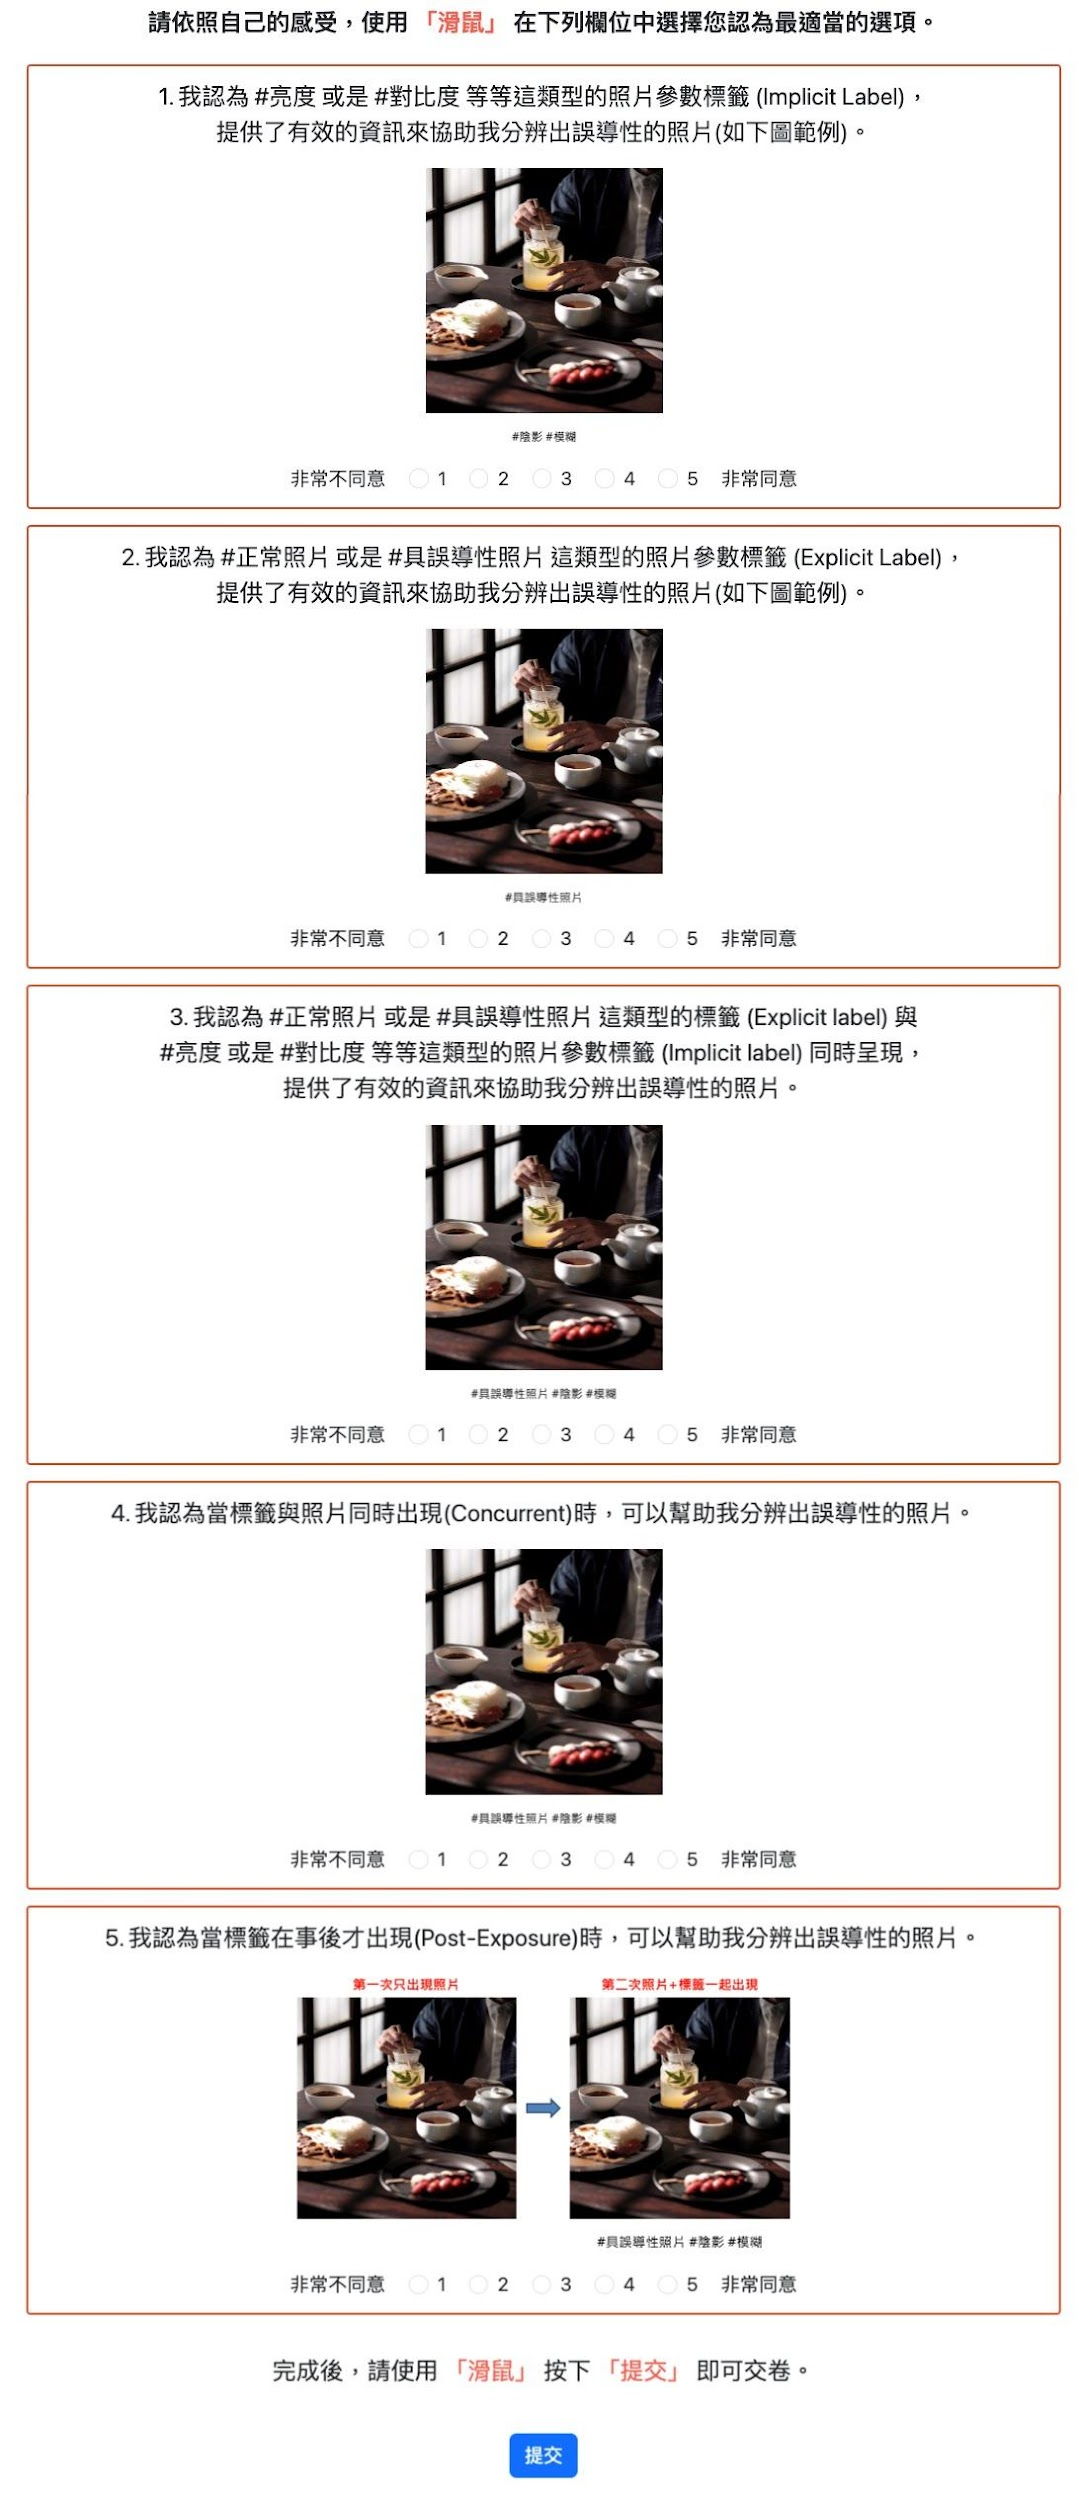 請依照自己的感受，使用 「滑鼠」 在下列欄位中選擇您認為最適當的選項。
1. 我認為 #亮度 或是 #對比度 等等這類型的照片參數標籤 (Implicit Label)，
提供了有效的資訊來協助我分辨出誤導性的照片(如下圖範例)。
#陰影 #模糊
非常不同意 1 2 3 4 5 非常同意
2. 我認為 #正常照片 或是 #具誤導性照片 這類型的照片參數標籤 (Explicit Label)，
提供了有效的資訊來協助我分辨出誤導性的照片(如下圖範例)。
#具誤導性照片
非常不同意 1 2 3 4 5 非常同意
3. 我認為 #正常照片 或是 #具誤導性照片 這類型的標籤 (Explicit label) 與
#亮度 或是 #對比度 等等這類型的照片參數標籤 (Implicit label) 同時呈現，
提供了有效的資訊來協助我分辨出誤導性的照片。
#具誤導性照片 #陰影 #模糊
非常不同意 1 2 3 4 5 非常同意
4. 我認為當標籤與照片同時出現(Concurrent)時，可以幫助我分辨出誤導性的照片。
#具誤導性照片 #陰影 #模糊
非常不同意 1 2 3 4 5 非常同意
5. 我認為當標籤在事後才出現(Post-Exposure)時，可以幫助我分辨出誤導性的照片。
第一次只出現照片
第二次照片+標籤一起出現
#具誤導性照片 #陰影 #模糊
非常不同意 1 2 3 4 5 非常同意
完成後，請使用 「滑鼠」 按下 「提交」 即可交卷。
提交